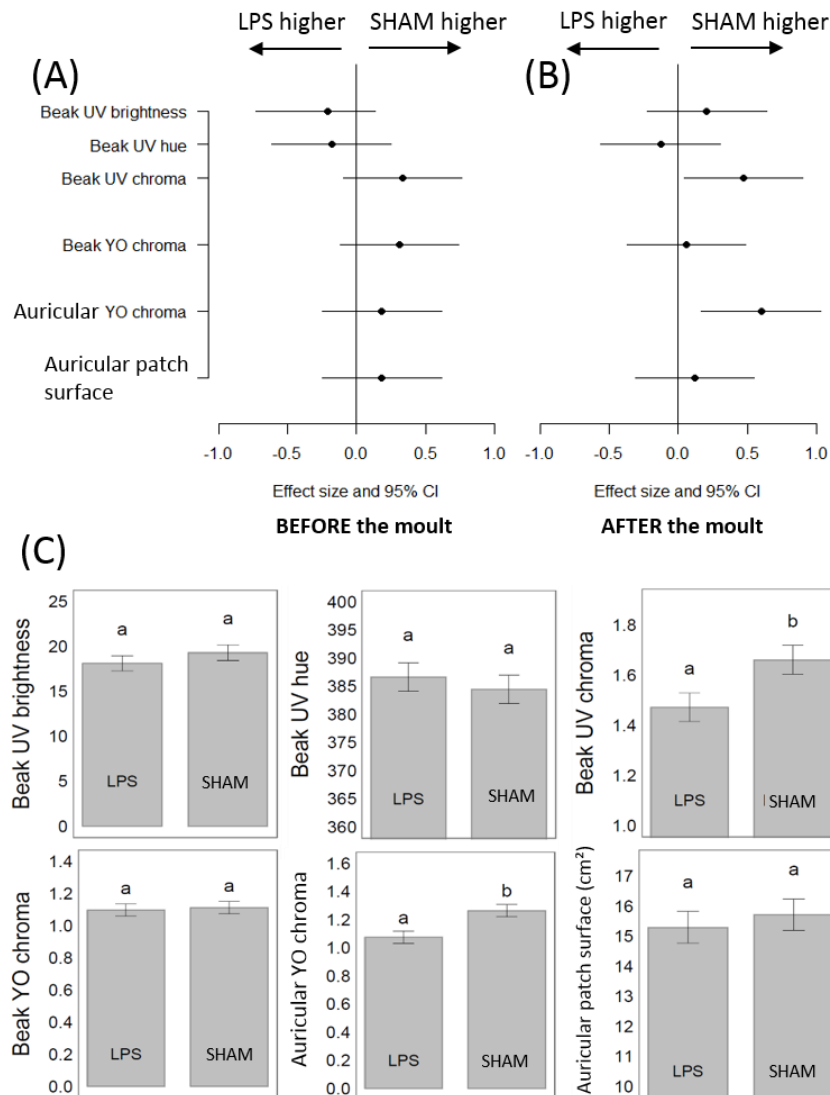 LPS higher SHAM higher LPS higher SHAM higher
(A) (B)
Beak UV brightness
Beak UV hue
Beak UV chroma
Beak YO chroma
Auricular YO chroma
Auricular patch
surface
-1.0 -0.5 0.0 0.5 1.0 -1.0 -0.5 0.0 0.5 1.0
Effect size and 95% CI Effect size and 95% CI
BEFORE the moult AFTER the moult
(C)
Beak UV brightness
25
20
15
10
5
0
a a
LPS SHAM
Beak UV hue
400
395
390
385
380
375
370
365
360
a a
LPS SHAM
Beak UV chroma
1.8
1.6
1.4
1.2
1.0
a b
LPS SHAM
Beak YO chroma
1.4
1.2
1.0
0.8
0.6
0.4
0.2
0.0
a a
LPS SHAM
Auricular YO chroma
1.6
1.4
1.2
1.0
0.8
0.6
0.4
0.2
0.0
a b
LPS SHAM
Auricular patch surface (cm²)
17
16
15
14
13
12
11
10
a a
LPS SHAM